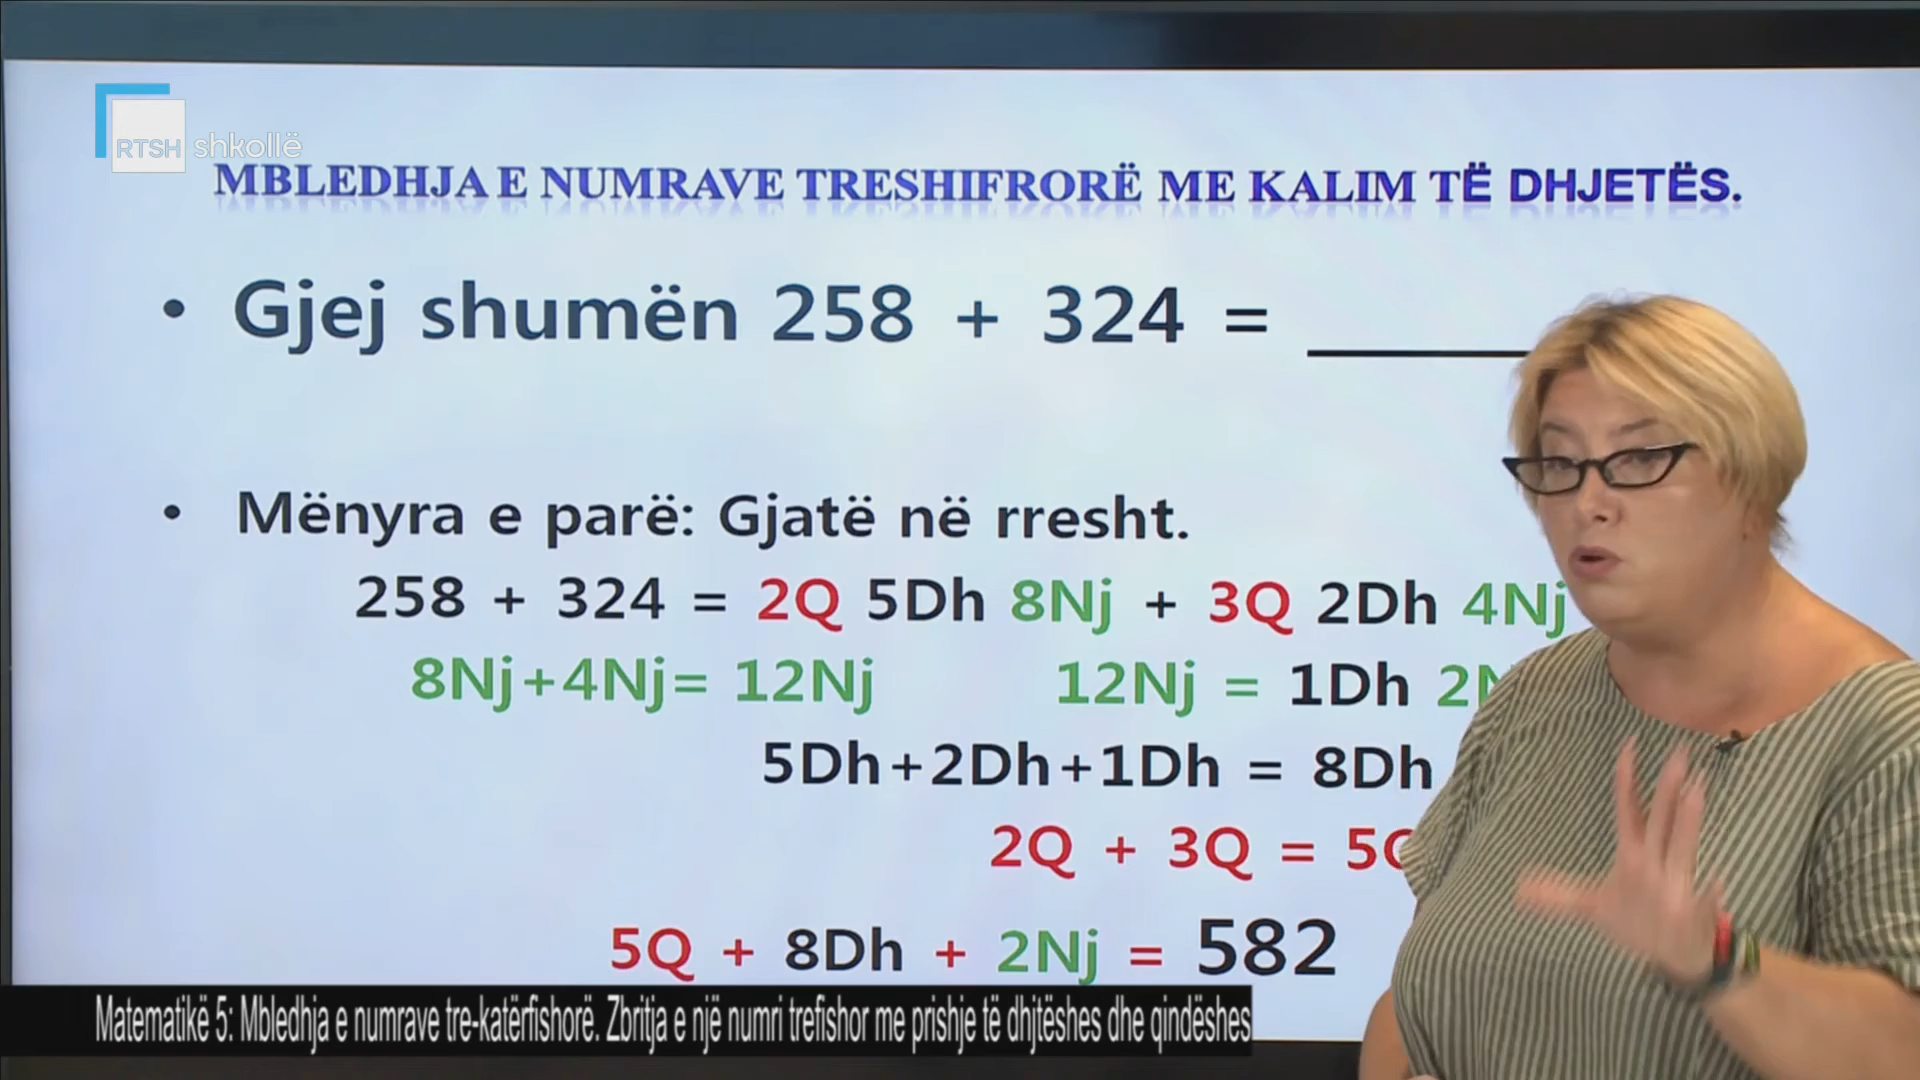 RTSH shkollë
MBLEDHJA E NUMRAVE TRESHIFRORË ME KALIM TË DHJETËS.
• Gjej shumën 258 + 324 = ______
• Mënyra e parë: Gjatë në rresht.
258 + 324 = 2Q 5Dh 8Nj + 3Q 2Dh 4Nj
8Nj+4Nj= 12Nj 12Nj = 1Dh 2N
5Dh+2Dh+1Dh = 8Dh
2Q + 3Q = 5Q
5Q + 8Dh + 2Nj = 582
Matematikë 5: Mbledhja e numrave tre-katërfishorë. Zbritja e një numri trefishor me prishje të dhjtëshes dhe qindëshes